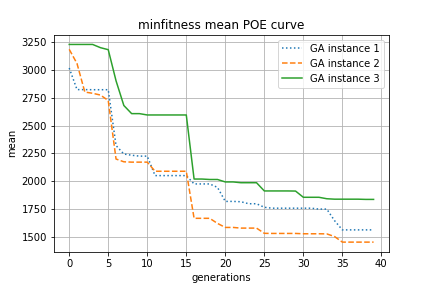 minfitness mean POE curve
GA instance 1
GA instance 2
GA instance 3
mean
3250
3000
2750
2500
2250
2000
1750
1500
0 5 10 15 20 25 30 35 40
generations